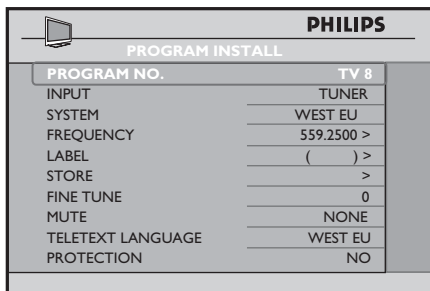 PHILIPS
PROGRAM INSTALL
PROGRAM NO. TV 8
INPUT TUNER
SYSTEM WEST EU
FREQUENCY 559.2500 >
LABEL ( ) >
STORE >
FINE TUNE 0
MUTE NONE
TELETEXT LANGUAGE WEST EU
PROTECTION NO